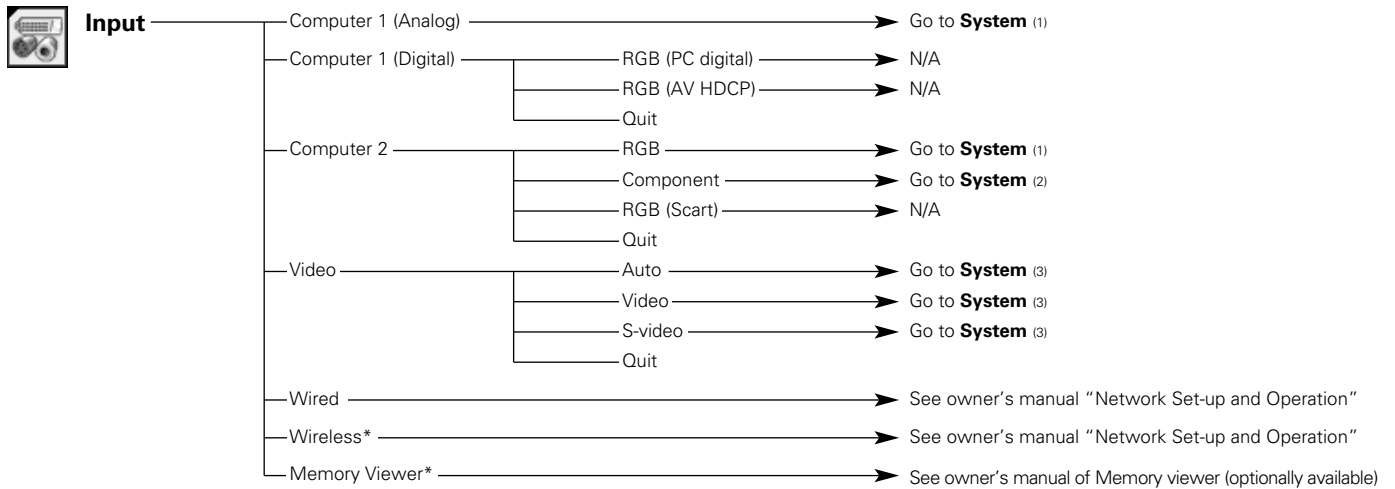 Input Computer 1 (Analog) Go to System (1)
Computer 1 (Digital) RGB (PC digital) N/A
RGB (AV HDCP) N/A
Quit
Computer 2 RGB Go to System (1)
Component Go to System (2)
RGB (Scart) N/A
Quit
Video Auto Go to System (3)
Video Go to System (3)
S-video Go to System (3)
Quit
Wired See owner’s manual “Network Set-up and Operation”
Wireless* See owner’s manual “Network Set-up and Operation”
Memory Viewer* See owner’s manual of Memory viewer (optionally available)